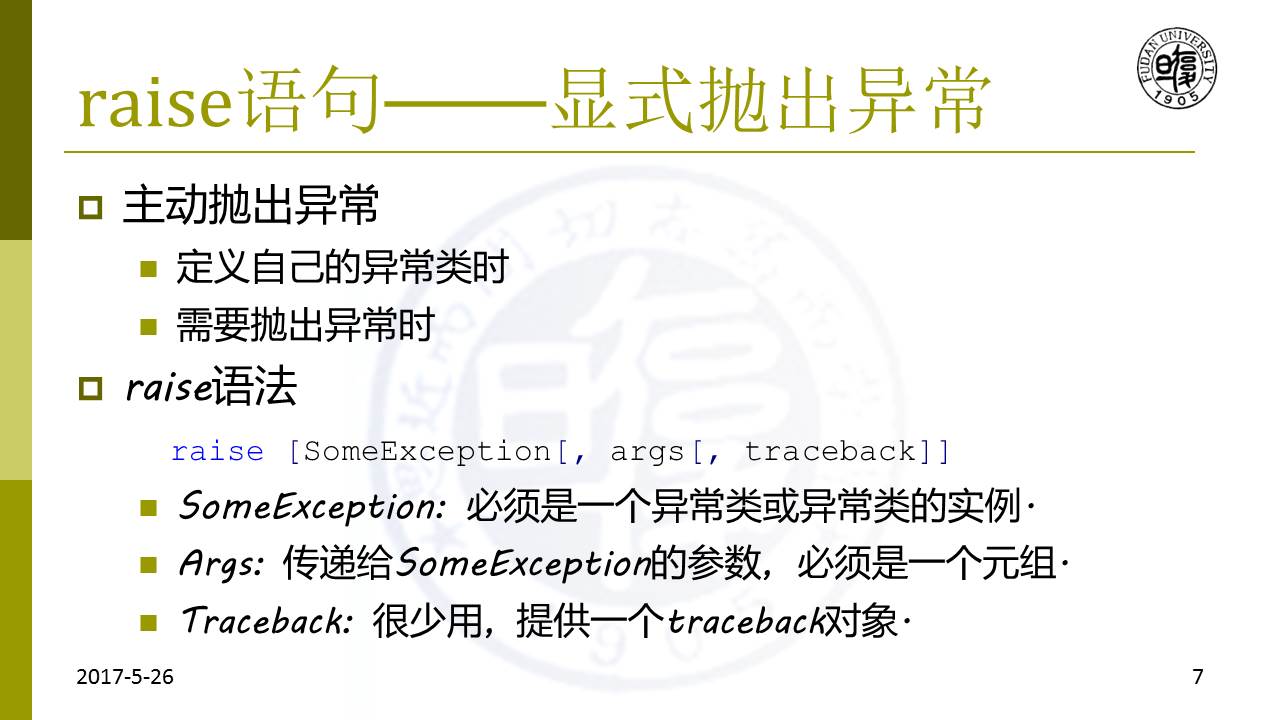 raise语句——显式抛出异常
FUDAN UNIVERSITY
1905
主动抛出异常
定义自己的异常类时
需要抛出异常时
raise语法
raise [SomeException[, args[, traceback]]
SomeException: 必须是一个异常类或异常类的实例.
Args: 传递给SomeException的参数，必须是一个元组.
Traceback: 很少用，提供一个traceback对象.
2017-5-26
7